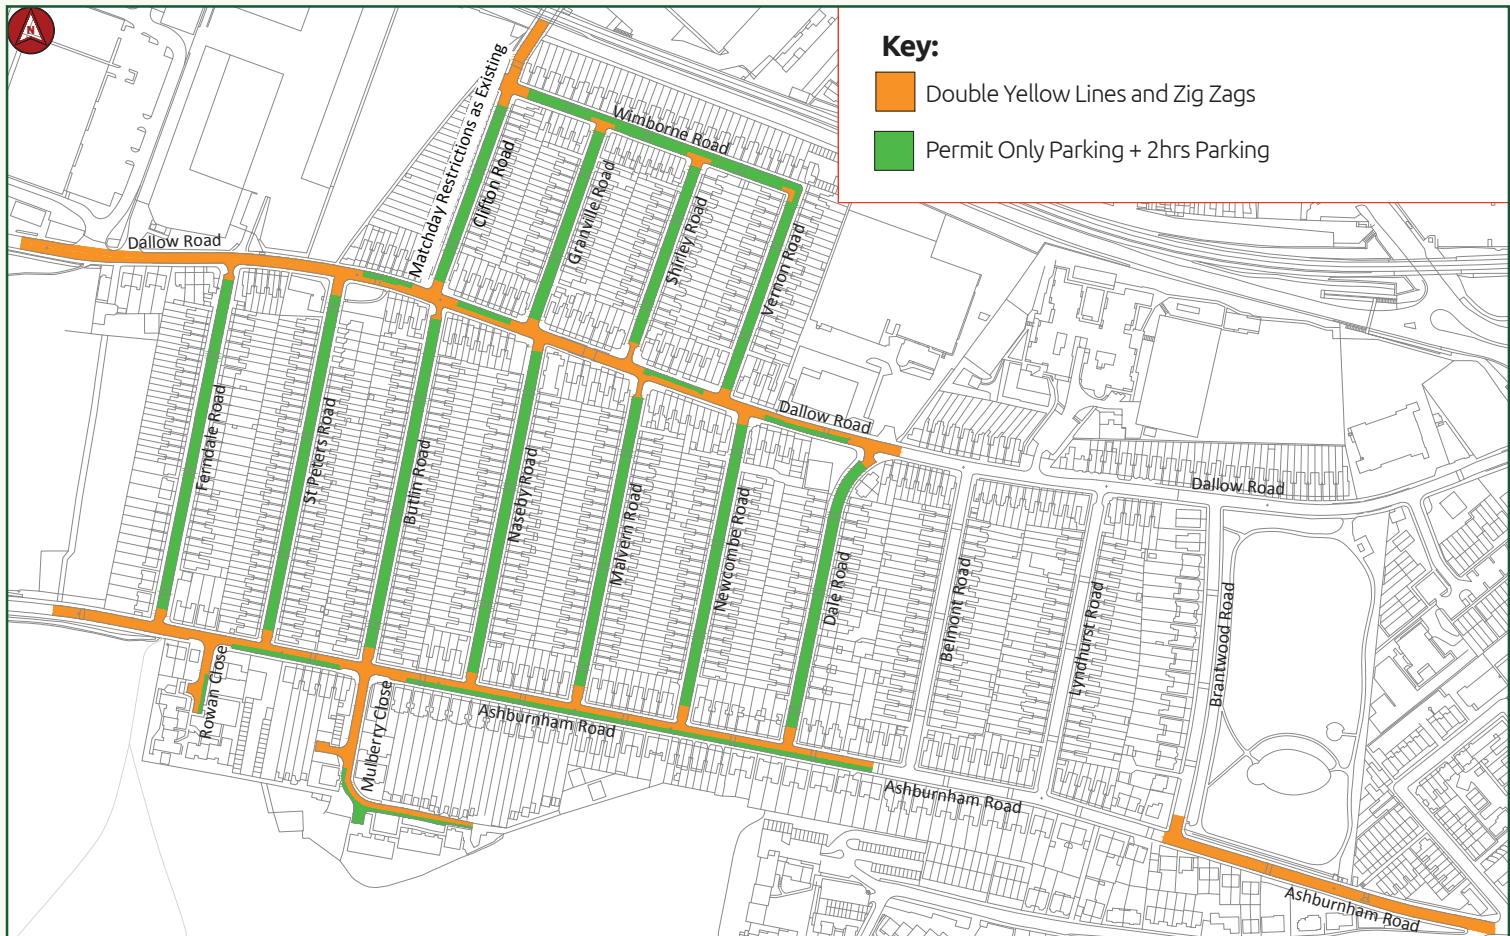 N
Key:
Double Yellow Lines and Zig Zags
Permit Only Parking + 2hrs Parking
Matchday Restrictions as Existing
Wimborne Road
Clifton Road
Granville Road
Shirley Road
Vernon Road
Dallow Road
Dallow Road
Dallow Road
Ferndale Road
St Peters Road
Butlin Road
Naseby Road
Malvern Road
Newcombe Road
Dale Road
Belmont Road
Lyndhurst Road
Brantwood Road
Rowan Close
Mulberry Close
Ashburnham Road
Ashburnham Road
Ashburnham Road